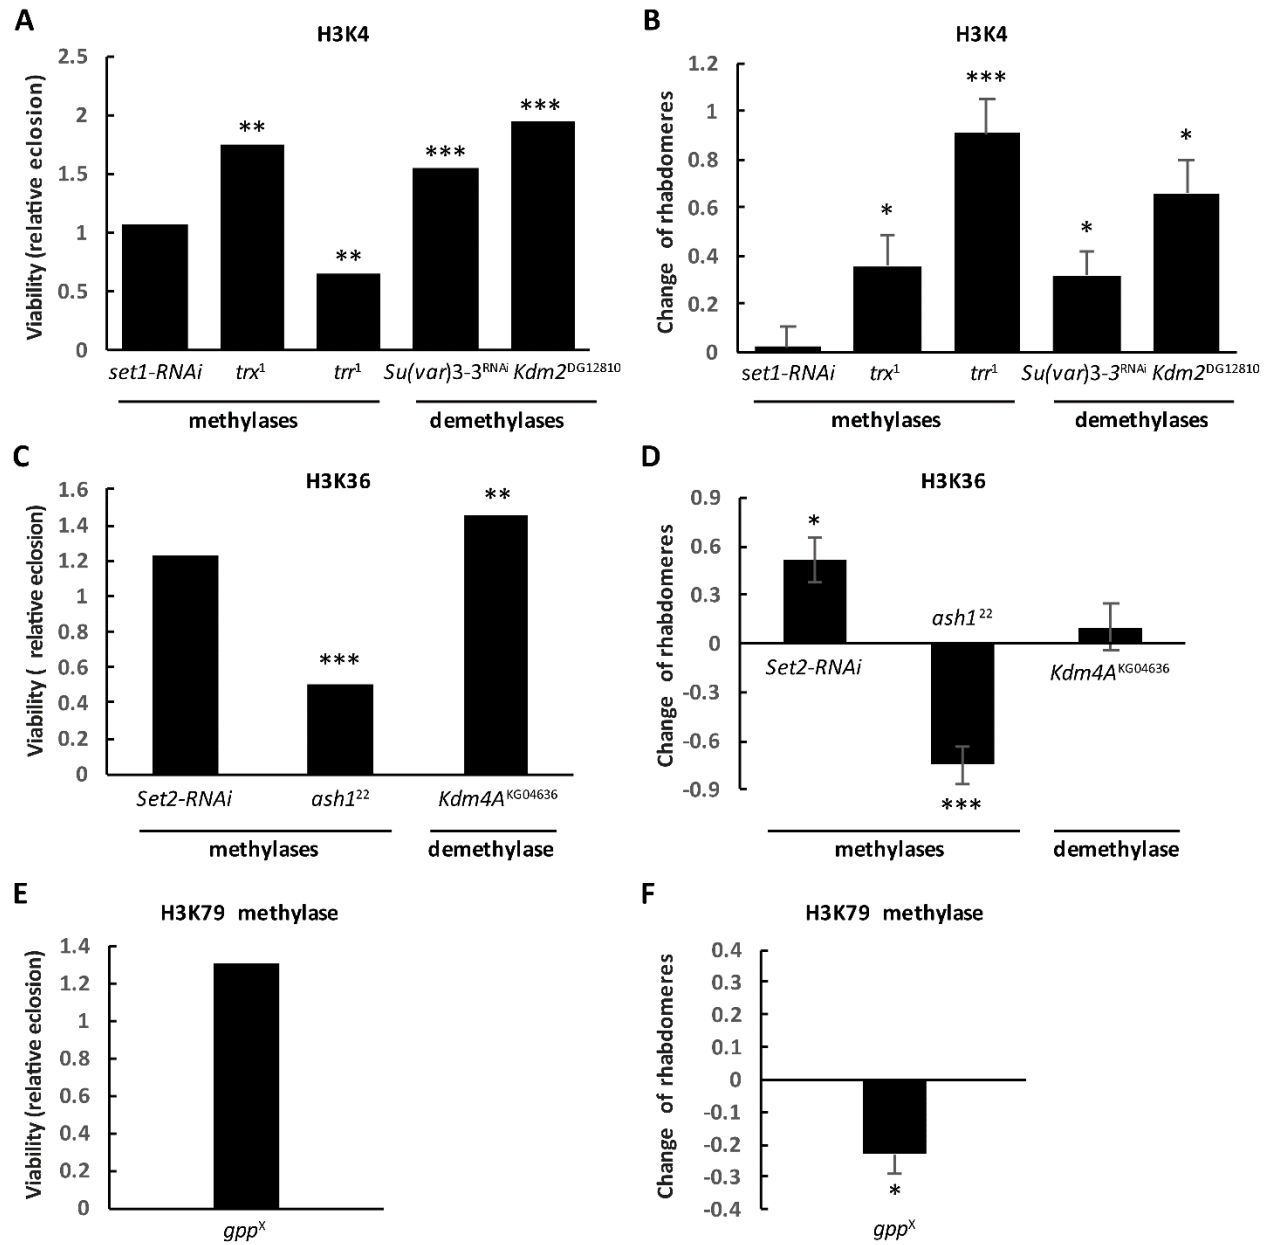 A
H3K4
Viability (relative eclosion)
2.5
2
1.5
1
0.5
0
**
**
***
***
set1-RNAi trx¹ trr¹ Su(var)3-3ᴿᴺᴬⁱ Kdm2ᴰᴳ¹²⁸¹⁰
methylases demethylases
B
H3K4
Change of rhabdomeres
1.2
1
0.8
0.6
0.4
0.2
0
*
***
*
*
set1-RNAi trx¹ trr¹ Su(var)3-3ᴿᴺᴬⁱ Kdm2ᴰᴳ¹²⁸¹⁰
methylases demethylases
C
H3K36
Viability ( relative eclosion)
1.6
1.4
1.2
1
0.8
0.6
0.4
0.2
0
***
**
Set2-RNAi ash1²² Kdm4Aᴷᴳ⁰⁴⁶³⁶
methylases demethylase
D
H3K36
Change of rhabdomeres
0.9
0.6
0.3
0
-0.3
-0.6
-0.9
*
ash1²²
Set2-RNAi Kdm4Aᴷᴳ⁰⁴⁶³⁶
***
methylases demethylase
E
H3K79 methylase
Viability (relative eclosion)
1.4
1.2
1
0.8
0.6
0.4
0.2
0
gppˣ
F
H3K79 methylase
Change of rhabdomeres
0.4
0.3
0.2
0.1
0
-0.1
-0.2
-0.3
-0.4
*
gppˣ